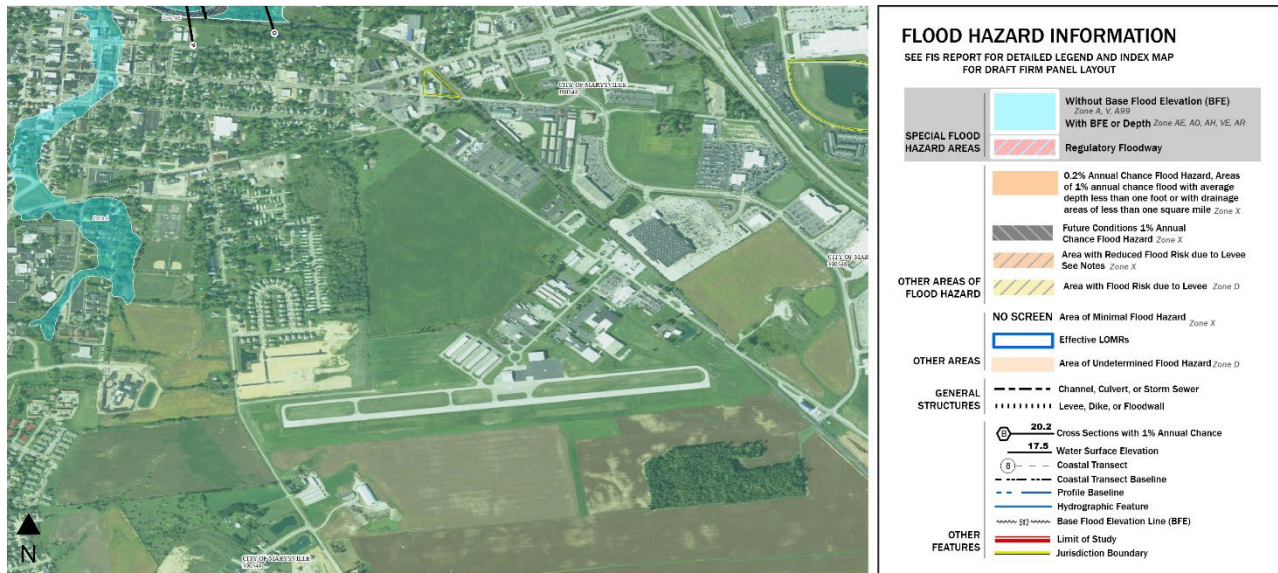 CITY OF MARYSVILLE
390548
CITY OF MAR
390548
CITY OF MARYSVILLE
N
FLOOD HAZARD INFORMATION
SEE FIS REPORT FOR DETAILED LEGEND AND INDEX MAP
FOR DRAFT FIRM PANEL LAYOUT
SPECIAL FLOOD
HAZARD AREAS
Without Base Flood Elevation (BFE)
Zone A, V, A99
With BFE or Depth Zone AE, AO, AH, VE, AR
Regulatory Floodway
OTHER AREAS OF
FLOOD HAZARD
0.2% Annual Chance Flood Hazard, Areas
of 1% annual chance flood with average
depth less than one foot or with drainage
areas of less than one square mile Zone X
Future Conditions 1% Annual
Chance Flood Hazard Zone X
Area with Reduced Flood Risk due to Levee
See Notes Zone X
Area with Flood Risk due to Levee Zone D
OTHER AREAS
NO SCREEN Area of Minimal Flood Hazard Zone X
Effective LOMRs
Area of Undetermined Flood Hazard Zone D
GENERAL
STRUCTURES
Channel, Culvert, or Storm Sewer
Levee, Dike, or Floodwall
OTHER
FEATURES
B 20.2 Cross Sections with 1% Annual Chance
17.5 Water Surface Elevation
8 Coastal Transect
Coastal Transect Baseline
Profile Baseline
Hydrographic Feature
513 Base Flood Elevation Line (BFE)
Limit of Study
Jurisdiction Boundary